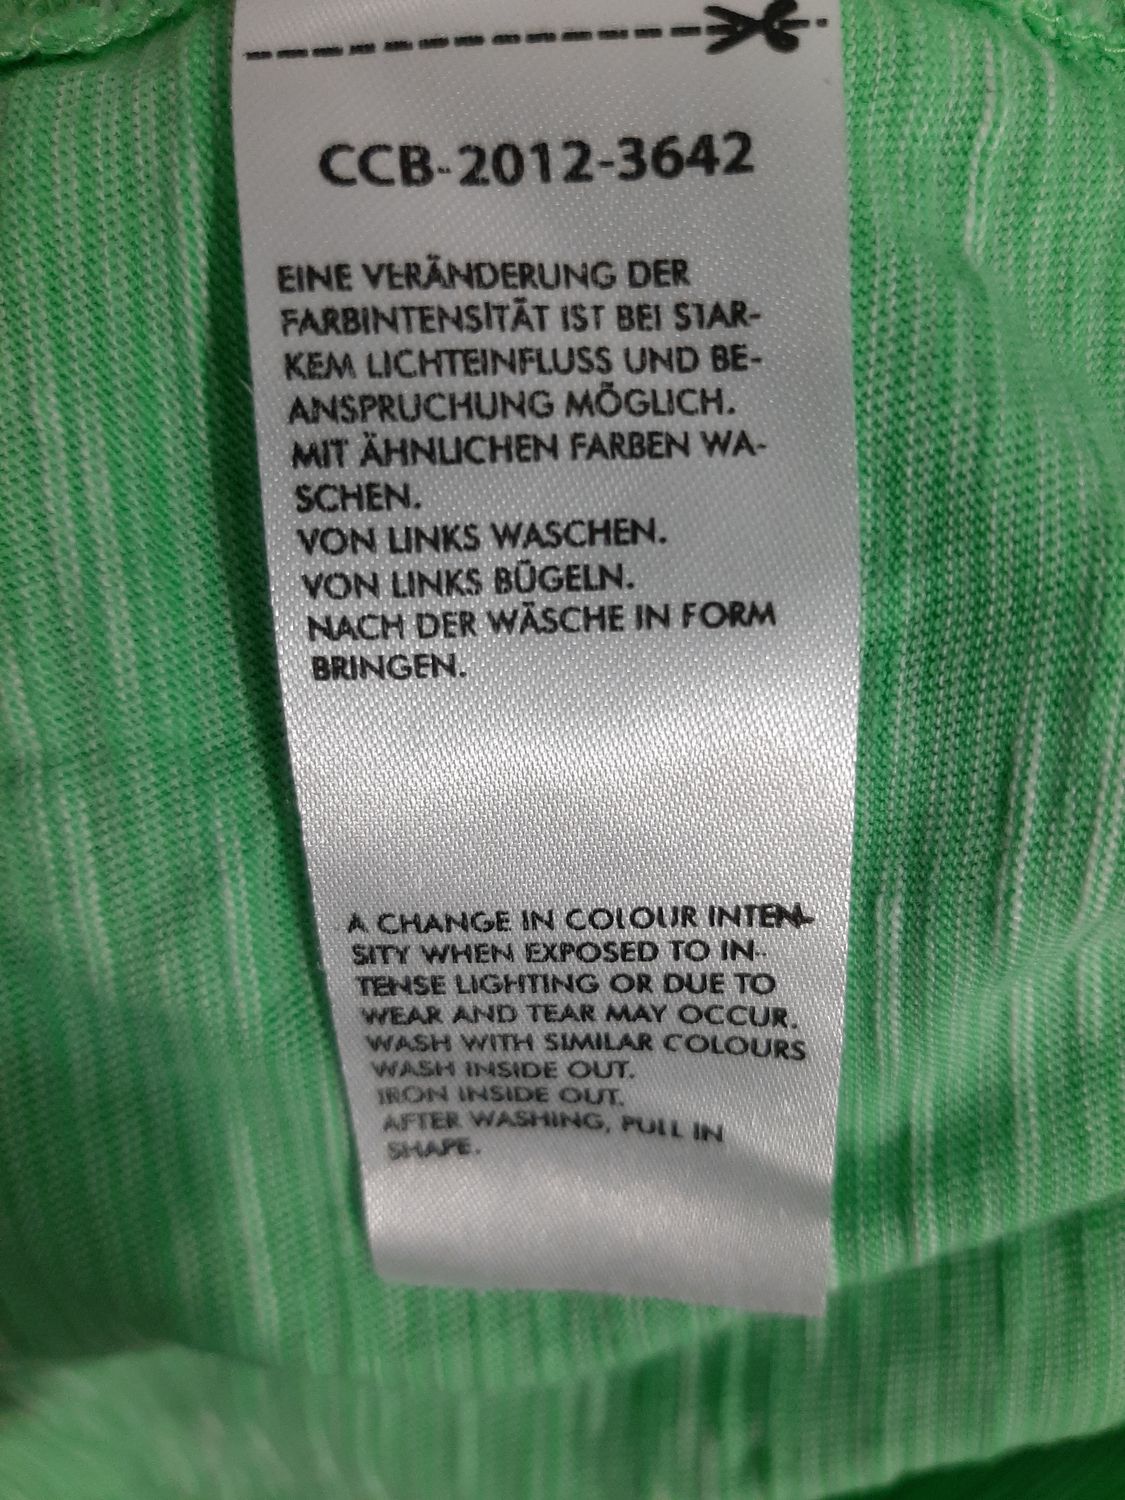 CCB-2012-3642
EINE VERÄNDERUNG DER
FARBINTENSITÄT IST BEI STAR-
KEM LICHTEINFLUSS UND BE-
ANSPRUCHUNG MÖGLICH.
MIT ÄHNLICHEN FARBEN WA-
SCHEN.
VON LINKS WASCHEN.
VON LINKS BÜGELN.
NACH DER WÄSCHE IN FORM
BRINGEN.
A CHANGE IN COLOUR INTEN-
SITY WHEN EXPOSED TO IN-
TENSE LIGHTING OR DUE TO
WEAR AND TEAR MAY OCCUR.
WASH WITH SIMILAR COLOURS
WASH INSIDE OUT.
IRON INSIDE OUT.
AFTER WASHING, PULL IN
SHAPE.